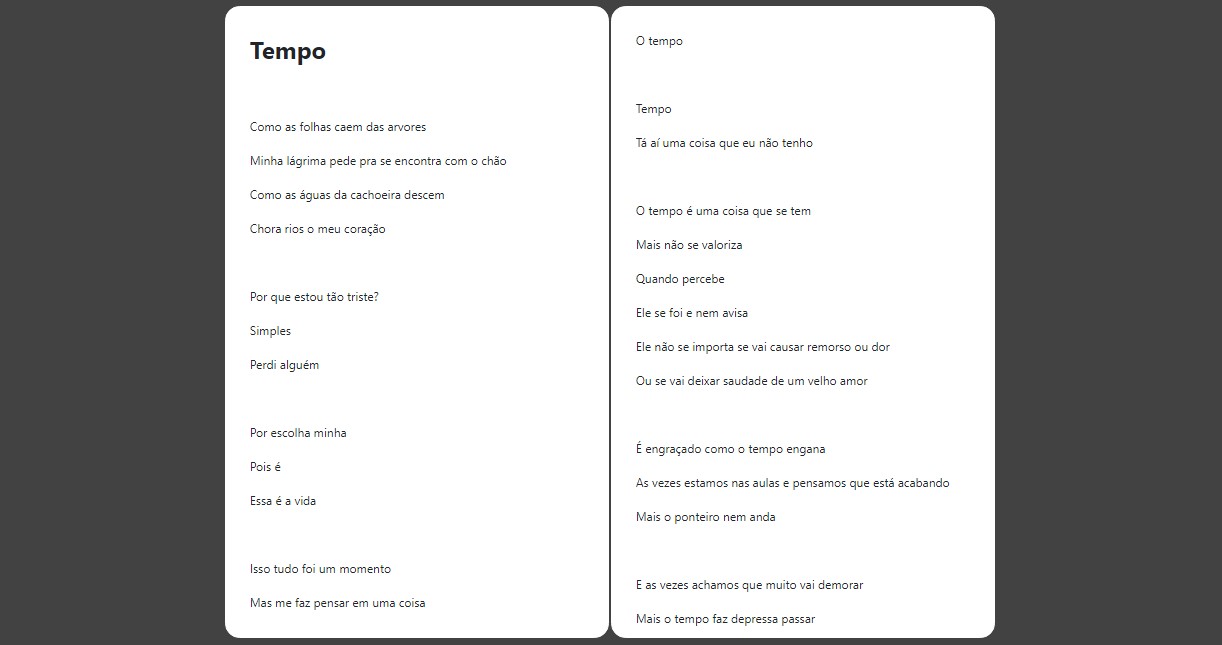 Tempo
Como as folhas caem das arvores
Minha lágrima pede pra se encontra com o chão
Como as águas da cachoeira descem
Chora rios o meu coração
Por que estou tão triste?
Simples
Perdi alguém
Por escolha minha
Pois é
Essa é a vida
Isso tudo foi um momento
Mas me faz pensar em uma coisa
O tempo
Tempo
Tá aí uma coisa que eu não tenho
O tempo é uma coisa que se tem
Mais não se valoriza
Quando percebe
Ele se foi e nem avisa
Ele não se importa se vai causar remorso ou dor
Ou se vai deixar saudade de um velho amor
É engraçado como o tempo engana
As vezes estamos nas aulas e pensamos que está acabando
Mais o ponteiro nem anda
E as vezes achamos que muito vai demorar
Mais o tempo faz depressa passar